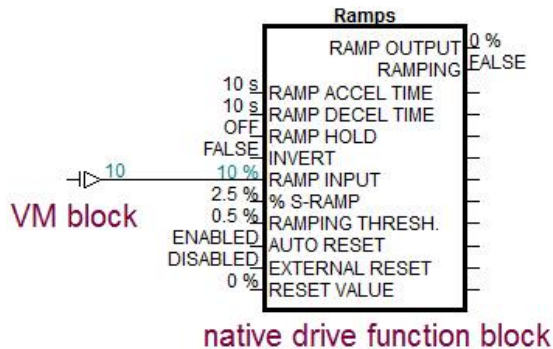 Ramps
RAMP OUTPUT 0 %
RAMPING FALSE
10 s RAMP ACCEL TIME
10 s RAMP DECEL TIME
OFF RAMP HOLD
FALSE INVERT
10 10 % RAMP INPUT
2.5 % % S-RAMP
0.5 % RAMPING THRESH.
ENABLED AUTO RESET
DISABLED EXTERNAL RESET
0 % RESET VALUE
VM block
native drive function block